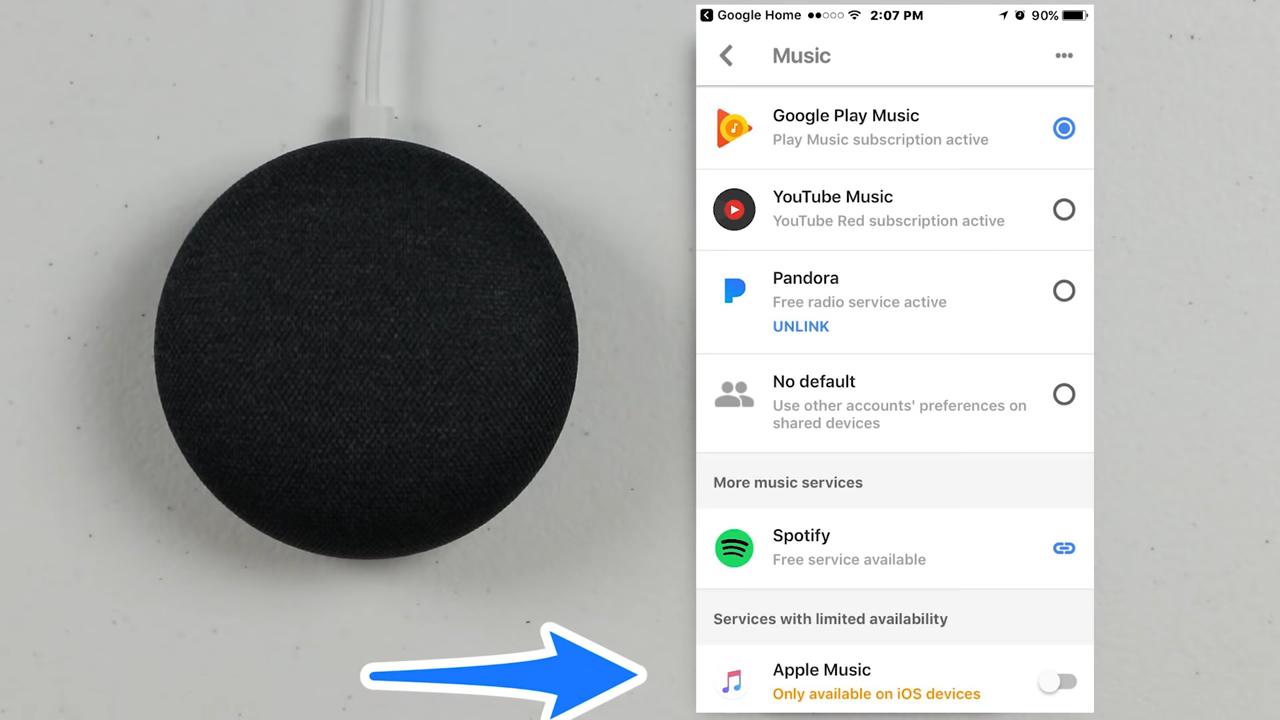 Google Home 2:07 PM 90%
Music
Google Play Music
Play Music subscription active
YouTube Music
YouTube Red subscription active
Pandora
Free radio service active
UNLINK
No default
Use other accounts' preferences on
shared devices
More music services
Spotify
Free service available
Services with limited availability
Apple Music
Only available on iOS devices